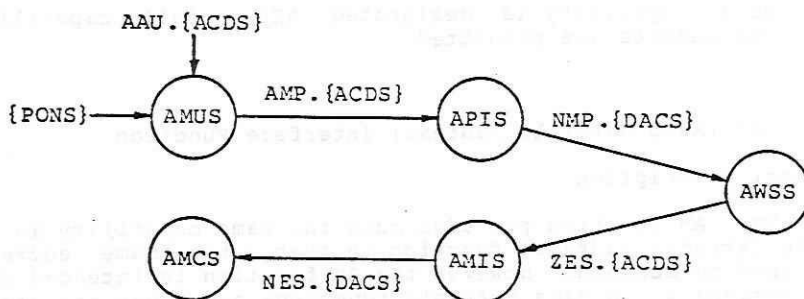 AAU.{ACDS}
{PONS}
AMUS
AMP.{ACDS}
APIS
NMP.{DACS}
AWSS
ZES.{ACDS}
AMIS
NES.{DACS}
AMCS